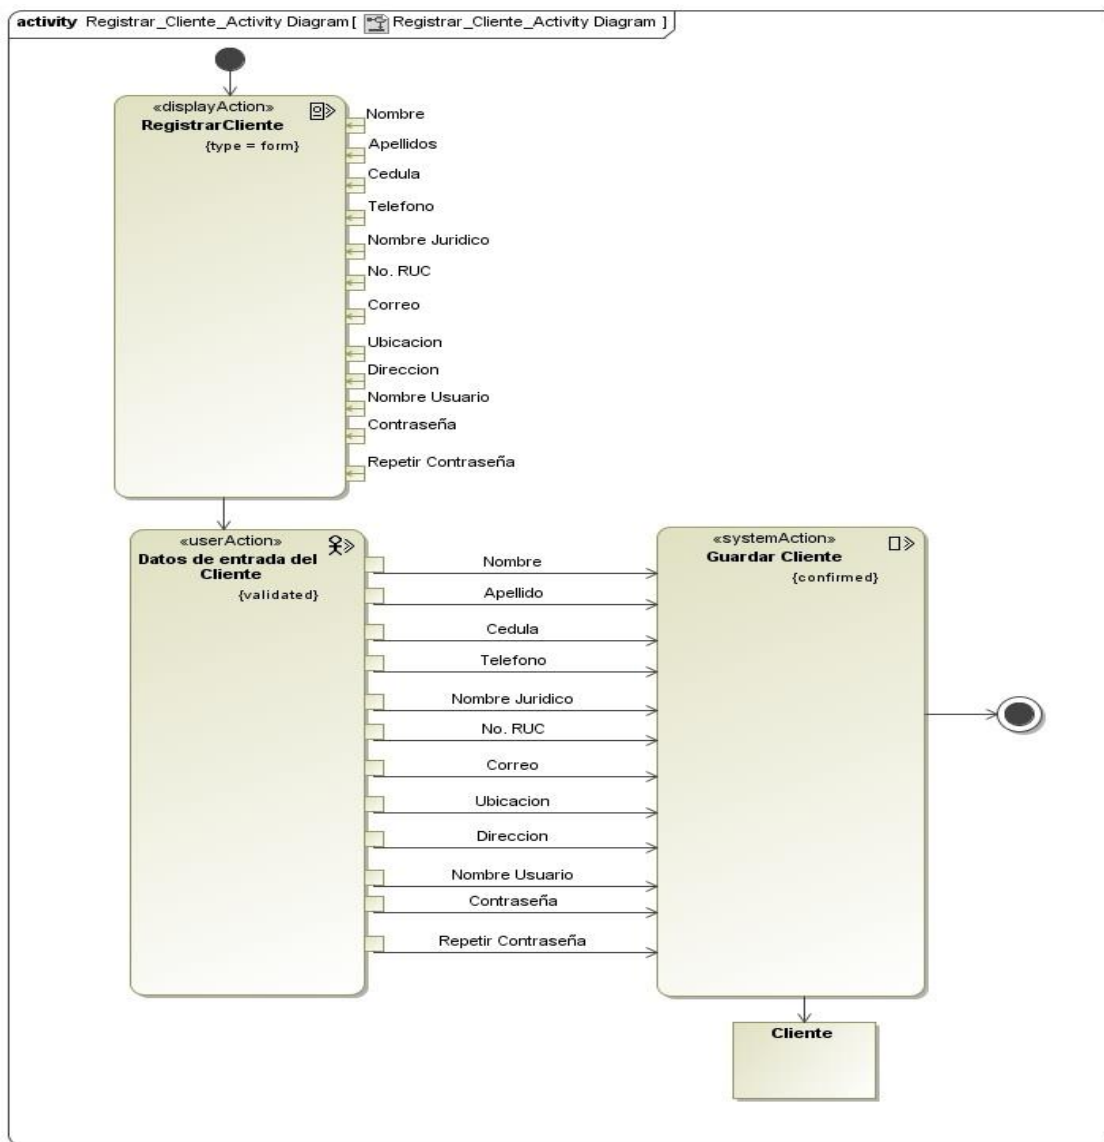 activity Registrar_Cliente_Activity Diagram [ Registrar_Cliente_Activity Diagram ]
«displayAction»
RegistrarCliente
{type = form}
Nombre
Apellidos
Cedula
Telefono
Nombre Juridico
No. RUC
Correo
Ubicacion
Direccion
Nombre Usuario
Contraseña
Repetir Contraseña
«userAction»
Datos de entrada del
Cliente
{validated}
Nombre
Apellido
Cedula
Telefono
Nombre Juridico
No. RUC
Correo
Ubicacion
Direccion
Nombre Usuario
Contraseña
Repetir Contraseña
«systemAction»
Guardar Cliente
{confirmed}
Cliente